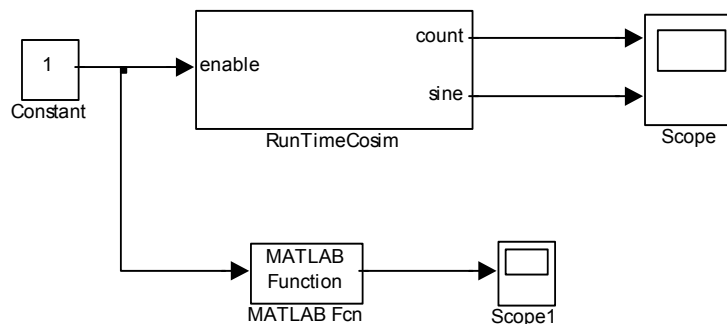 count
1
enable
sine
Constant
RunTimeCosim
Scope
MATLAB
Function
MATLAB Fcn
Scope1